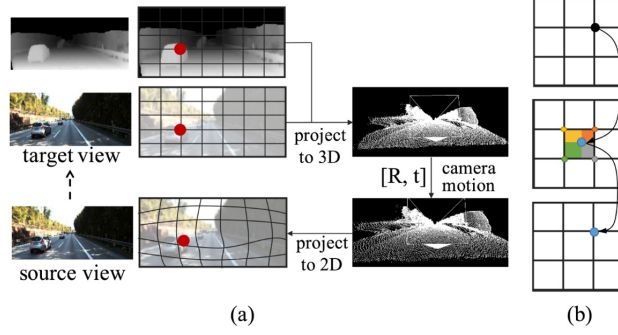 target view
source view
project
to 3D
[R, t]
camera
motion
project
to 2D
(a)
(b)